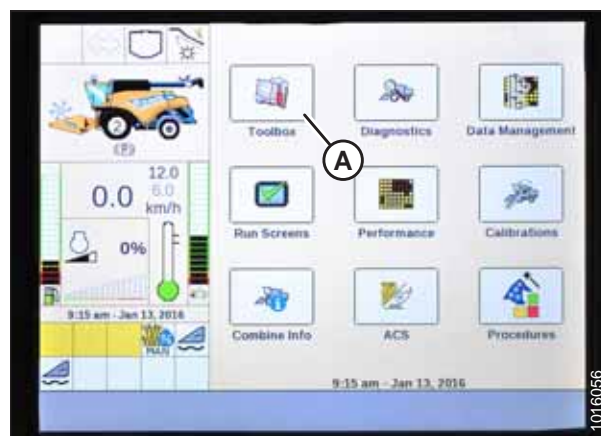 Toolbox
Diagnostics
Data Management
A
2
(P)
12.0
6.0
0.0
km/h
Run Screens
Performance
Calibrations
0%
9:15 am - Jan 13, 2016
MAN
Combine Info
ACS
Procedures
9:15 am - Jan 13, 2016
1016056